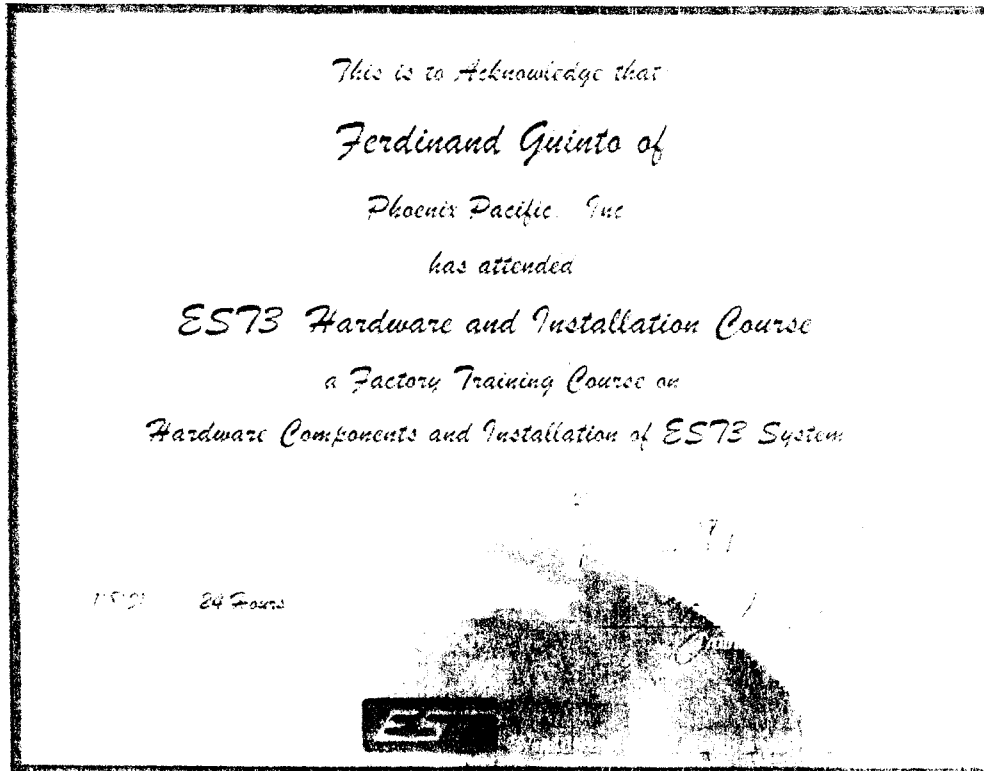 This is to Acknowledge that
Ferdinand Guinto of
Phoenix Pacific, Inc
has attended
EST3 Hardware and Installation Course
a Factory Training Course on
Hardware Components and Installation of EST3 System
24 Hours
EST